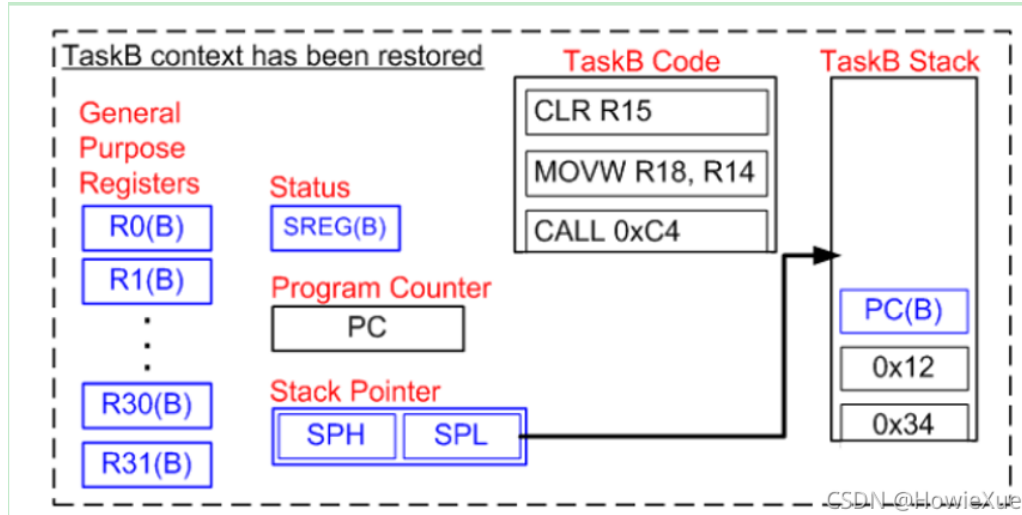 TaskB context has been restored
General
Purpose
Registers
R0(B)
R1(B)
R30(B)
R31(B)
Status
SREG(B)
Program Counter
PC
Stack Pointer
SPH SPL
TaskB Code
CLR R15
MOVW R18, R14
CALL 0xC4
TaskB Stack
PC(B)
0x12
0x34
CSDN @HowieXue